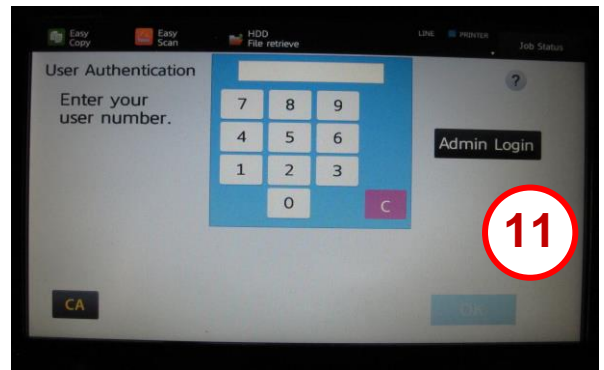 Easy Copy
Easy Scan
HDD File retrieve
LINE
PRINTER
Job Status
User Authentication
Enter your
user number.
?
7 8 9
4 5 6
Admin Login
1 2 3
0
C
11
CA
OK